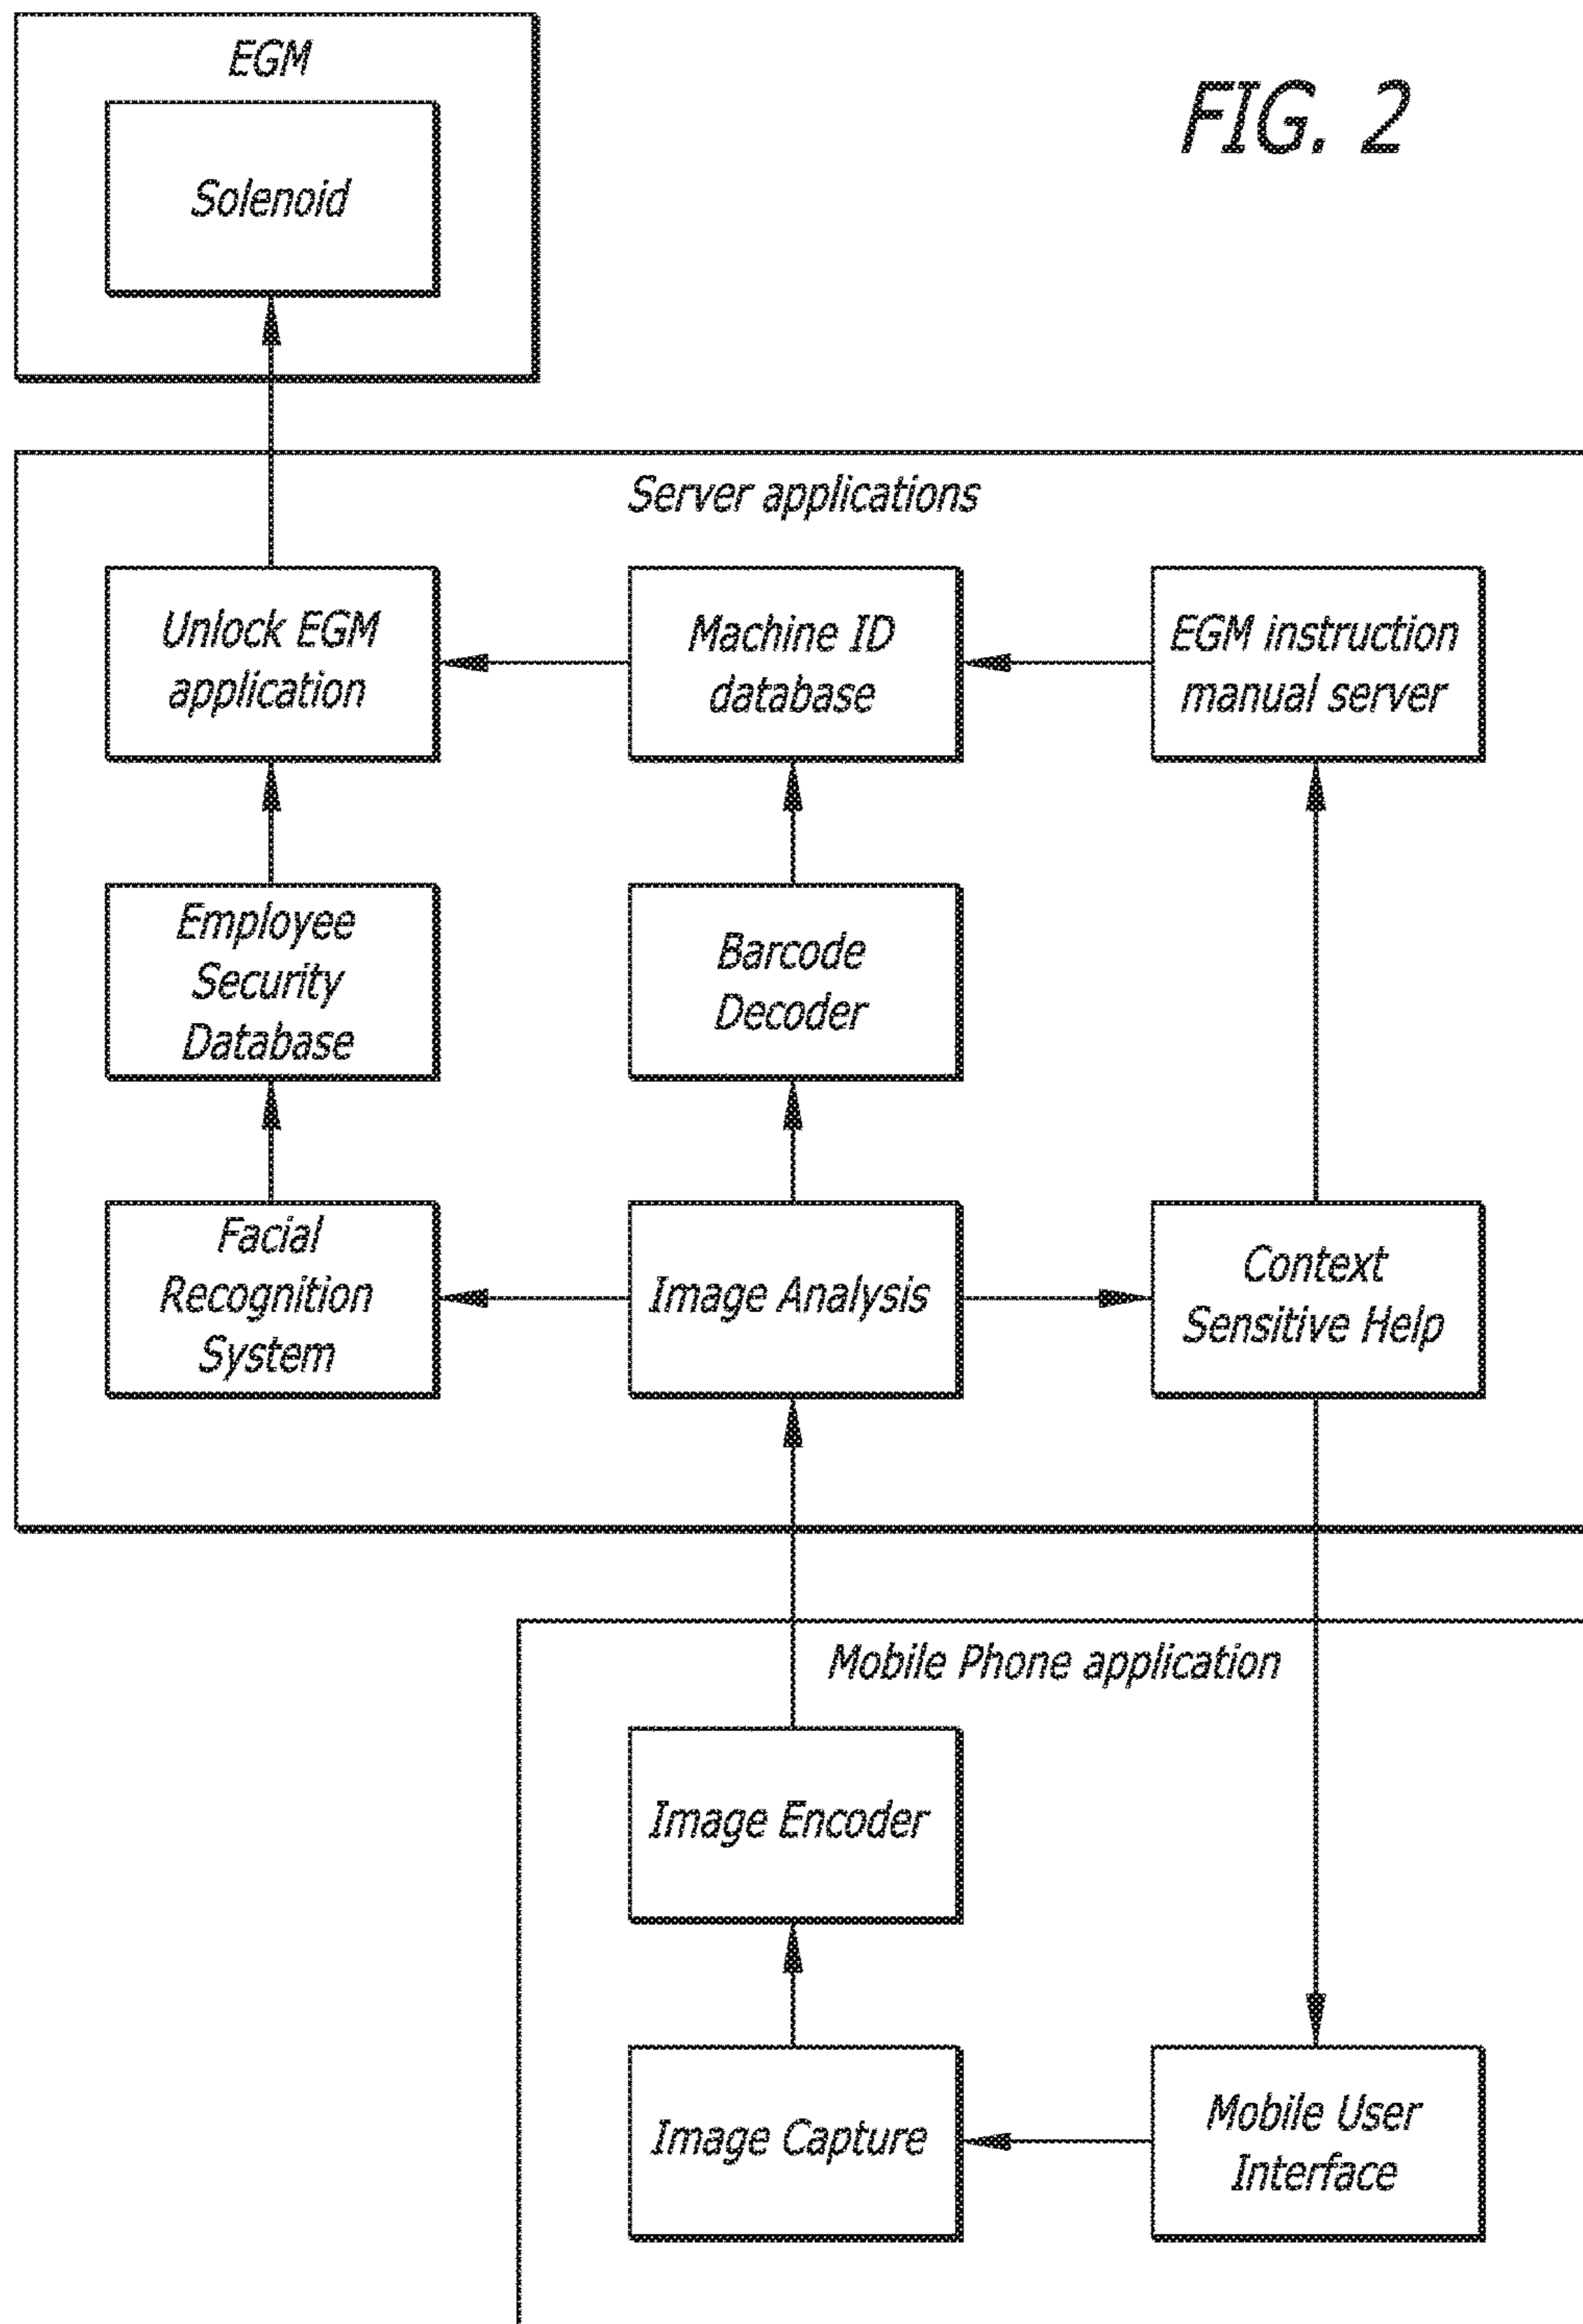 EGM
FIG. 2
Solenoid
Server applications
Unlock EGM
application
Machine ID
database
EGM instruction
manual server
Employee
Security
Database
Barcode
Decoder
Facial
Recognition
System
Image Analysis
Context
Sensitive Help
Mobile Phone application
Image Encoder
Image Capture
Mobile User
Interface